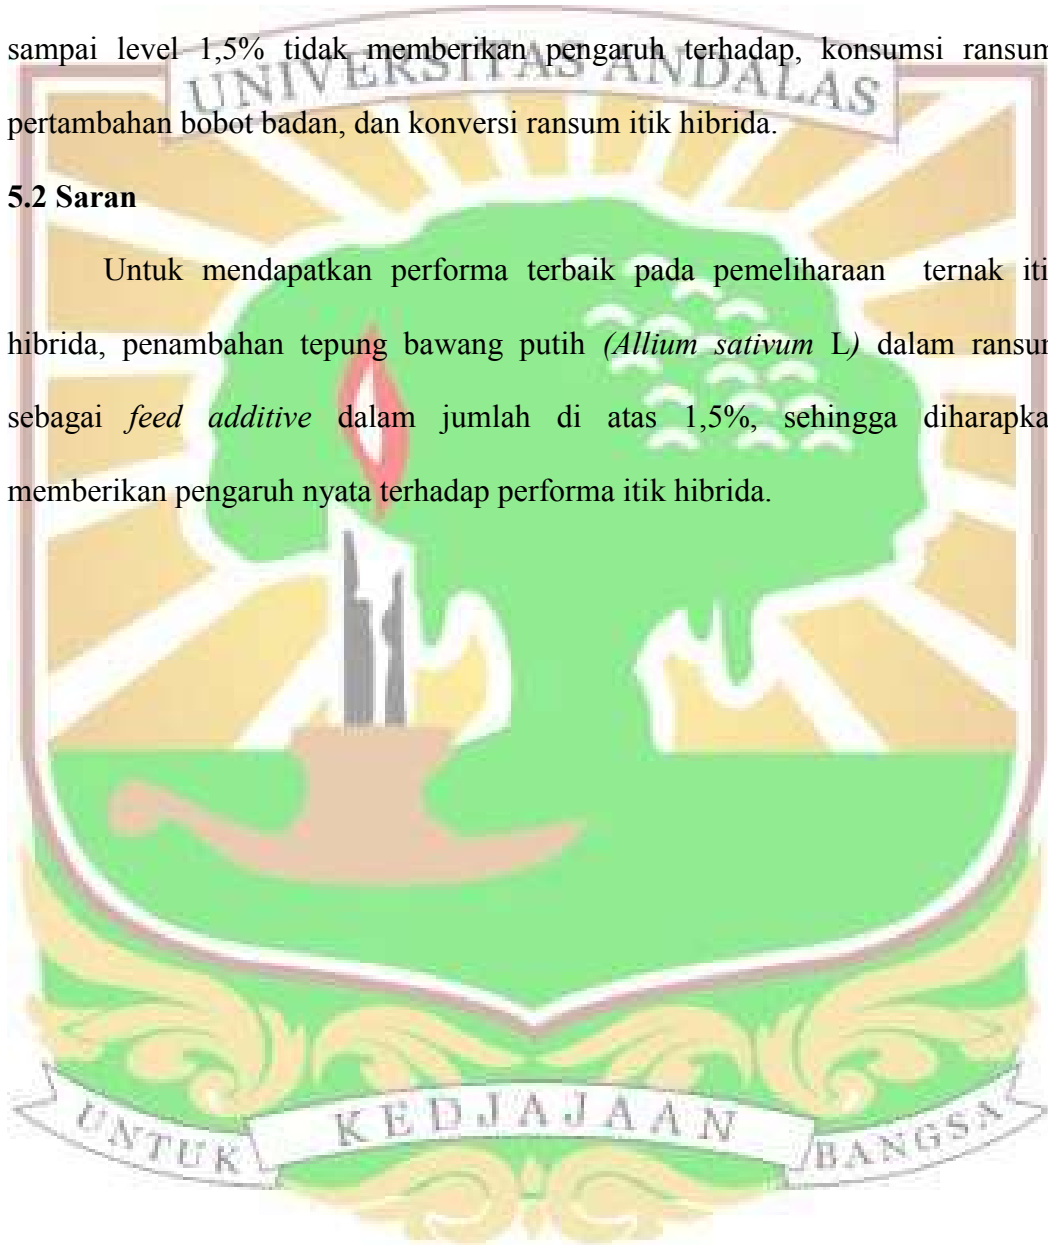 sampai level 1,5% tidak memberikan pengaruh terhadap, konsumsi ransum
UNIVERSITAS ANDALAS
pertambahan bobot badan, dan konversi ransum itik hibrida.
5.2 Saran
Untuk mendapatkan performa terbaik pada pemeliharaan ternak iti
hibrida, penambahan tepung bawang putih (Allium sativum L) dalam ransum
sebagai feed additive dalam jumlah di atas 1,5%, sehingga diharapka
memberikan pengaruh nyata terhadap performa itik hibrida.
UNTUK KEDJAJAAN BANGSA